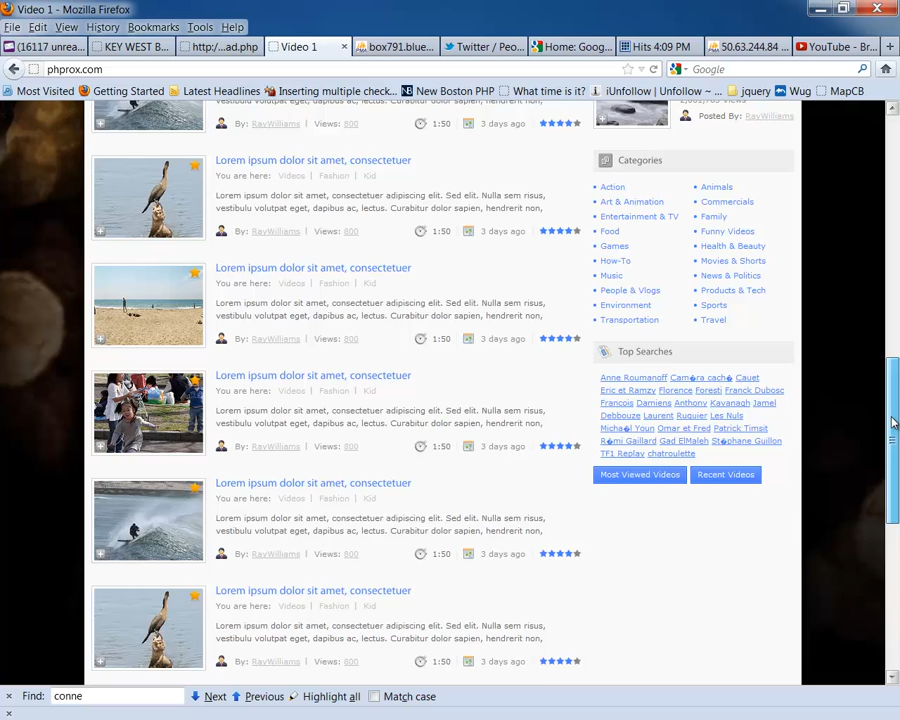 Video 1 - Mozilla Firefox
File Edit View History Bookmarks Tools Help
(16117 unrea... KEY WEST B... http:/...ad.php Video 1 box791.blue... Twitter / Peo... Home: Goog... Hits 4:09 PM 50.63.244.84 ... YouTube - Br...
phprox.com Google
Most Visited Getting Started Latest Headlines Inserting multiple check... New Boston PHP What time is it? iUnfollow | Unfollow ~ ... jquery Wug MapCB
By: RayWilliams | Views: 800 1:50 3 days ago
2,601,765 views
Posted By: RayWilliams
Lorem ipsum dolor sit amet, consectetuer
You are here: Videos | Fashion | Kid
Lorem ipsum dolor sit amet, consectetuer adipiscing elit. Sed elit. Nulla sem risus,
vestibulum volutpat eget, dapibus ac, lectus. Curabitur dolor sapien, hendrerit non,
By: RayWilliams | Views: 800 1:50 3 days ago
Lorem ipsum dolor sit amet, consectetuer
You are here: Videos | Fashion | Kid
Lorem ipsum dolor sit amet, consectetuer adipiscing elit. Sed elit. Nulla sem risus,
vestibulum volutpat eget, dapibus ac, lectus. Curabitur dolor sapien, hendrerit non,
By: RayWilliams | Views: 800 1:50 3 days ago
Lorem ipsum dolor sit amet, consectetuer
You are here: Videos | Fashion | Kid
Lorem ipsum dolor sit amet, consectetuer adipiscing elit. Sed elit. Nulla sem risus,
vestibulum volutpat eget, dapibus ac, lectus. Curabitur dolor sapien, hendrerit non,
By: RayWilliams | Views: 800 1:50 3 days ago
Lorem ipsum dolor sit amet, consectetuer
You are here: Videos | Fashion | Kid
Lorem ipsum dolor sit amet, consectetuer adipiscing elit. Sed elit. Nulla sem risus,
vestibulum volutpat eget, dapibus ac, lectus. Curabitur dolor sapien, hendrerit non,
By: RayWilliams | Views: 800 1:50 3 days ago
Lorem ipsum dolor sit amet, consectetuer
You are here: Videos | Fashion | Kid
Lorem ipsum dolor sit amet, consectetuer adipiscing elit. Sed elit. Nulla sem risus,
vestibulum volutpat eget, dapibus ac, lectus. Curabitur dolor sapien, hendrerit non,
By: RayWilliams | Views: 800 1:50 3 days ago
Categories
Action Animals
Art & Animation Commercials
Entertainment & TV Family
Food Funny Videos
Games Health & Beauty
How-To Movies & Shorts
Music News & Politics
People & Vlogs Products & Tech
Environment Sports
Transportation Travel
Top Searches
Anne Roumanoff Cam�ra cach� Cauet
Eric et Ramzy Florence Foresti Franck Dubosc
Francois Damiens Anthony Kavanagh Jamel
Debbouze Laurent Ruquier Les Nuls
Micha�l Youn Omar et Fred Patrick Timsit
R�mi Gaillard Gad ElMaleh St�phane Guillon
TF1 Replay chatroulette
Most Viewed Videos Recent Videos
Find: conne Next Previous Highlight all Match case